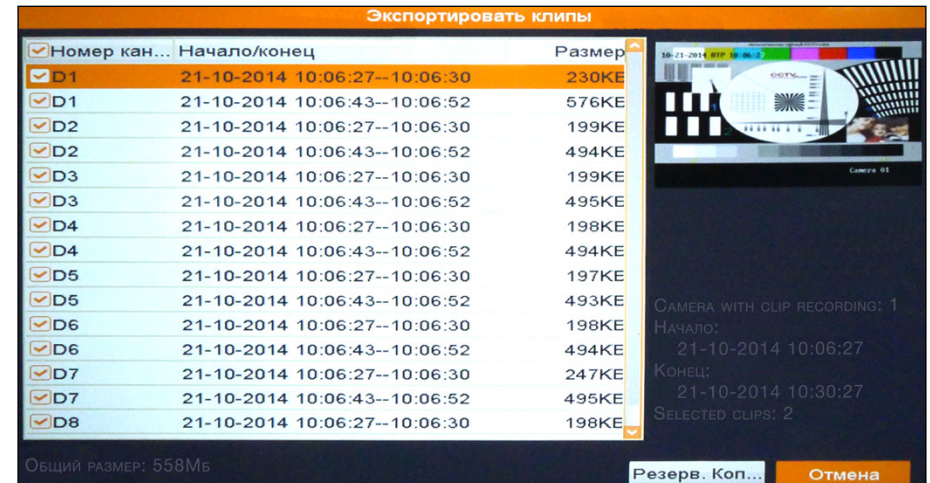 Экспортировать клипы
Номер кан... Начало/конец Размер
D1 21-10-2014 10:06:27--10:06:30 230KE
D1 21-10-2014 10:06:43--10:06:52 576KE
D2 21-10-2014 10:06:27--10:06:30 199KE
D2 21-10-2014 10:06:43--10:06:52 494KE
D3 21-10-2014 10:06:27--10:06:30 199KE
D3 21-10-2014 10:06:43--10:06:52 495KE
D4 21-10-2014 10:06:27--10:06:30 198KE
D4 21-10-2014 10:06:43--10:06:52 494KE
D5 21-10-2014 10:06:27--10:06:30 197KE
D5 21-10-2014 10:06:43--10:06:52 493KE
D6 21-10-2014 10:06:27--10:06:30 198KE
D6 21-10-2014 10:06:43--10:06:52 494KE
D7 21-10-2014 10:06:27--10:06:30 247KE
D7 21-10-2014 10:06:43--10:06:52 495KE
D8 21-10-2014 10:06:27--10:06:30 198KE
10-21-2014 ВТР 10:06:2
CCTV
Camera 01
CAMERA WITH CLIP RECORDING: 1
НАЧАЛО:
21-10-2014 10:06:27
КОНЕЦ:
21-10-2014 10:30:27
SELECTED CLIPS: 2
ОБЩИЙ РАЗМЕР: 558МБ
Резерв. Коп... Отмена